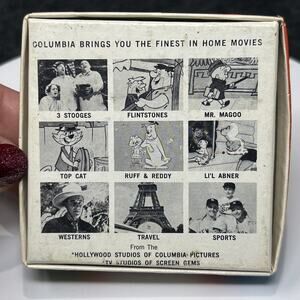 COLUMBIA BRINGS YOU THE FINEST IN HOME MOVIES
3 STOOGES FLINTSTONES MR. MAGOO
TOP CAT RUFF & REDDY LI'L ABNER
WESTERNS TRAVEL SPORTS
From The
*HOLLYWOOD STUDIOS OF COLUMBIA PICTURES
*TV STUDIOS OF SCREEN GEMS